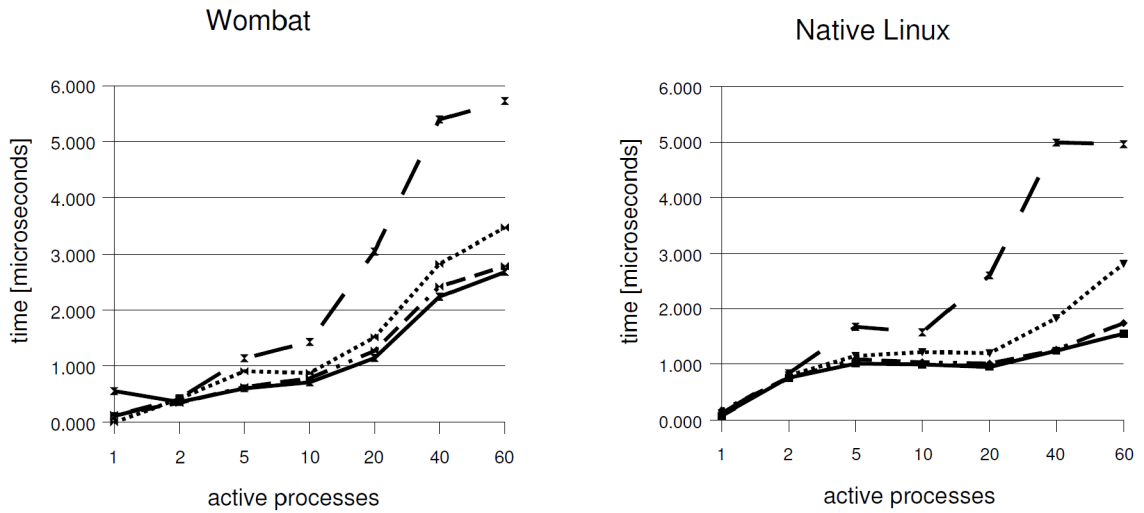 Wombat
6.000
5.000
4.000
3.000
2.000
1.000
0.000
time [microseconds]
1 2 5 10 20 40 60
active processes
Native Linux
6.000
5.000
4.000
3.000
2.000
1.000
0.000
time [microseconds]
1 2 5 10 20 40 60
active processes